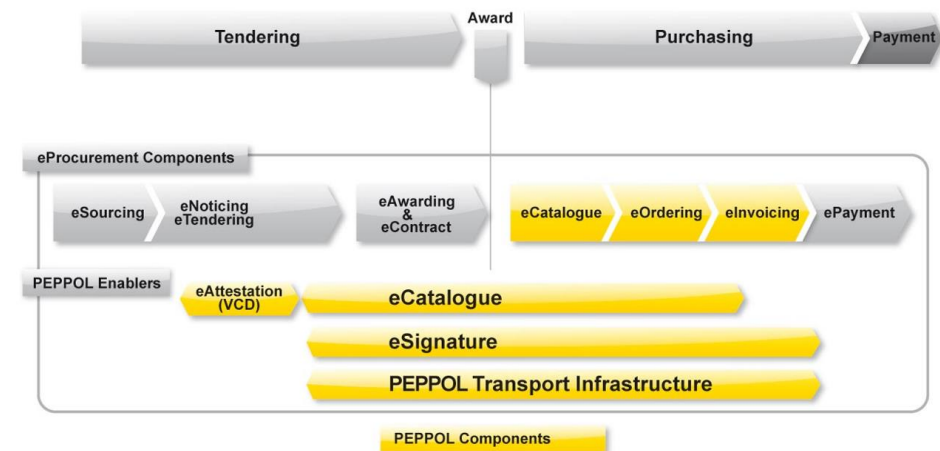 Award
Tendering
Purchasing
Payment
eProcurement Components
eSourcing
eNoticing
eTendering
eAwarding
&
eContract
eCatalogue
eOrdering
eInvoicing
ePayment
PEPPOL Enablers
eAttestation
(VCD)
eCatalogue
eSignature
PEPPOL Transport Infrastructure
PEPPOL Components